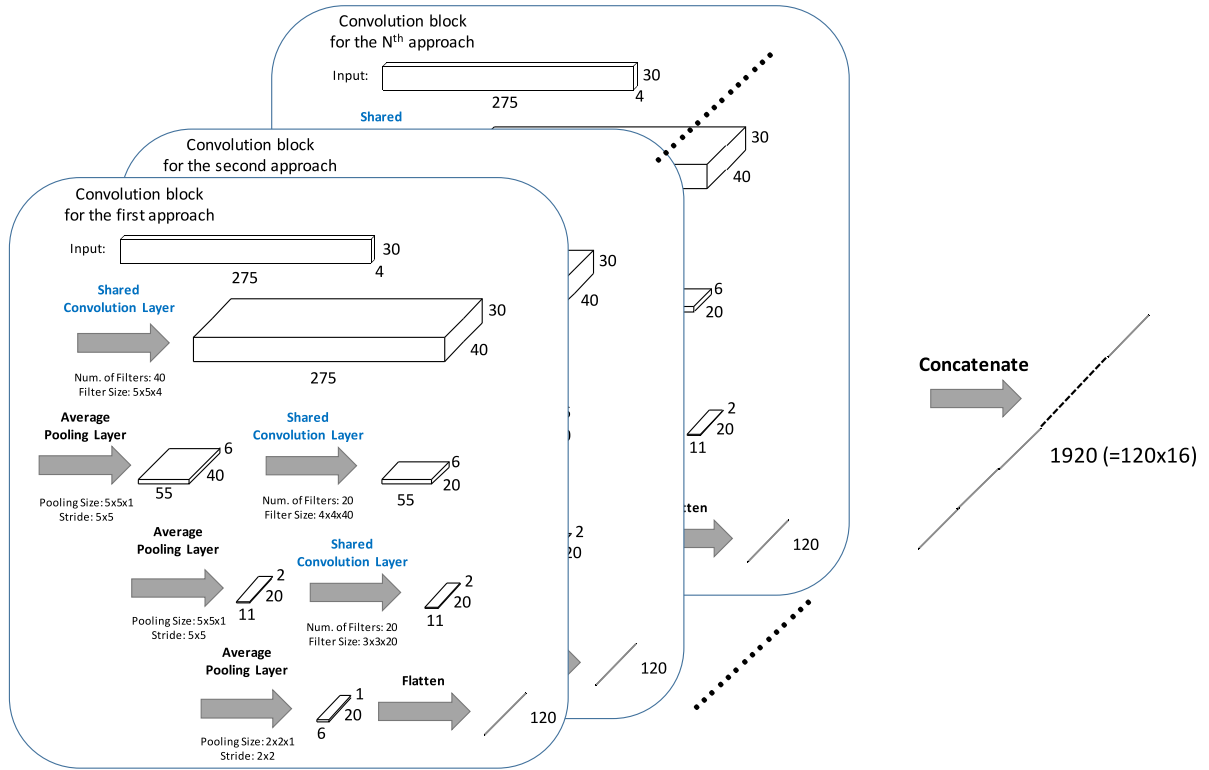 Convolution block
for the Nth approach
Input:
30
4
275
Shared
30
40
6
20
2
20
11
120
Convolution block
for the second approach
30
40
2
20
120
Convolution block
for the first approach
Input:
30
4
275
Shared
Convolution Layer
Num. of Filters: 40
Filter Size: 5x5x4
30
40
275
Average
Pooling Layer
Pooling Size: 5x5x1
Stride: 5x5
6
40
55
Shared
Convolution Layer
Num. of Filters: 20
Filter Size: 4x4x40
6
20
55
Average
Pooling Layer
Pooling Size: 5x5x1
Stride: 5x5
2
20
11
Shared
Convolution Layer
Num. of Filters: 20
Filter Size: 3x3x20
2
20
11
Average
Pooling Layer
Pooling Size: 2x2x1
Stride: 2x2
1
20
6
Flatten
120
Concatenate
1920 (=120x16)